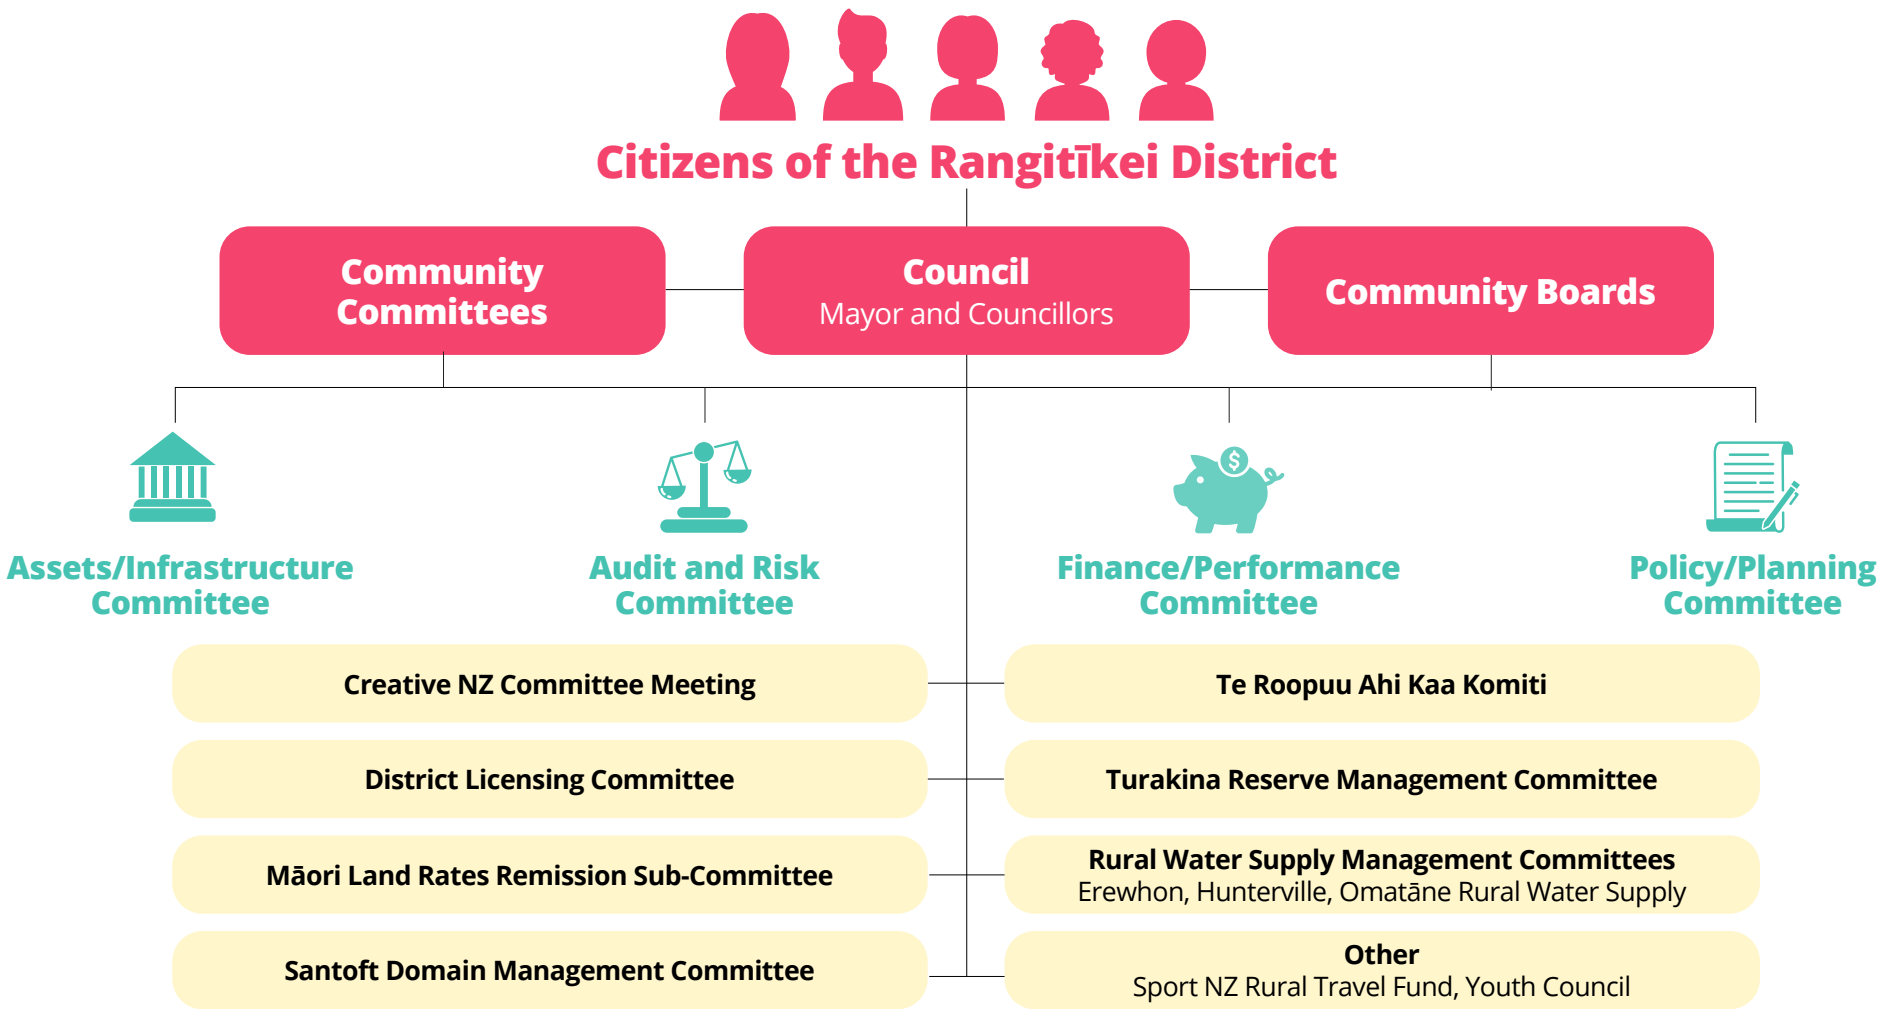 Citizens of the Rangitīkei District
Community
Committees
Council
Mayor and Councillors
Community Boards
$
Assets/Infrastructure
Committee
Audit and Risk
Committee
Finance/Performance
Committee
Policy/Planning
Committee
Creative NZ Committee Meeting
Te Roopuu Ahi Kaa Komiti
District Licensing Committee
Turakina Reserve Management Committee
Māori Land Rates Remission Sub-Committee
Rural Water Supply Management Committees
Erewhon, Hunterville, Omatāne Rural Water Supply
Santoft Domain Management Committee
Other
Sport NZ Rural Travel Fund, Youth Council